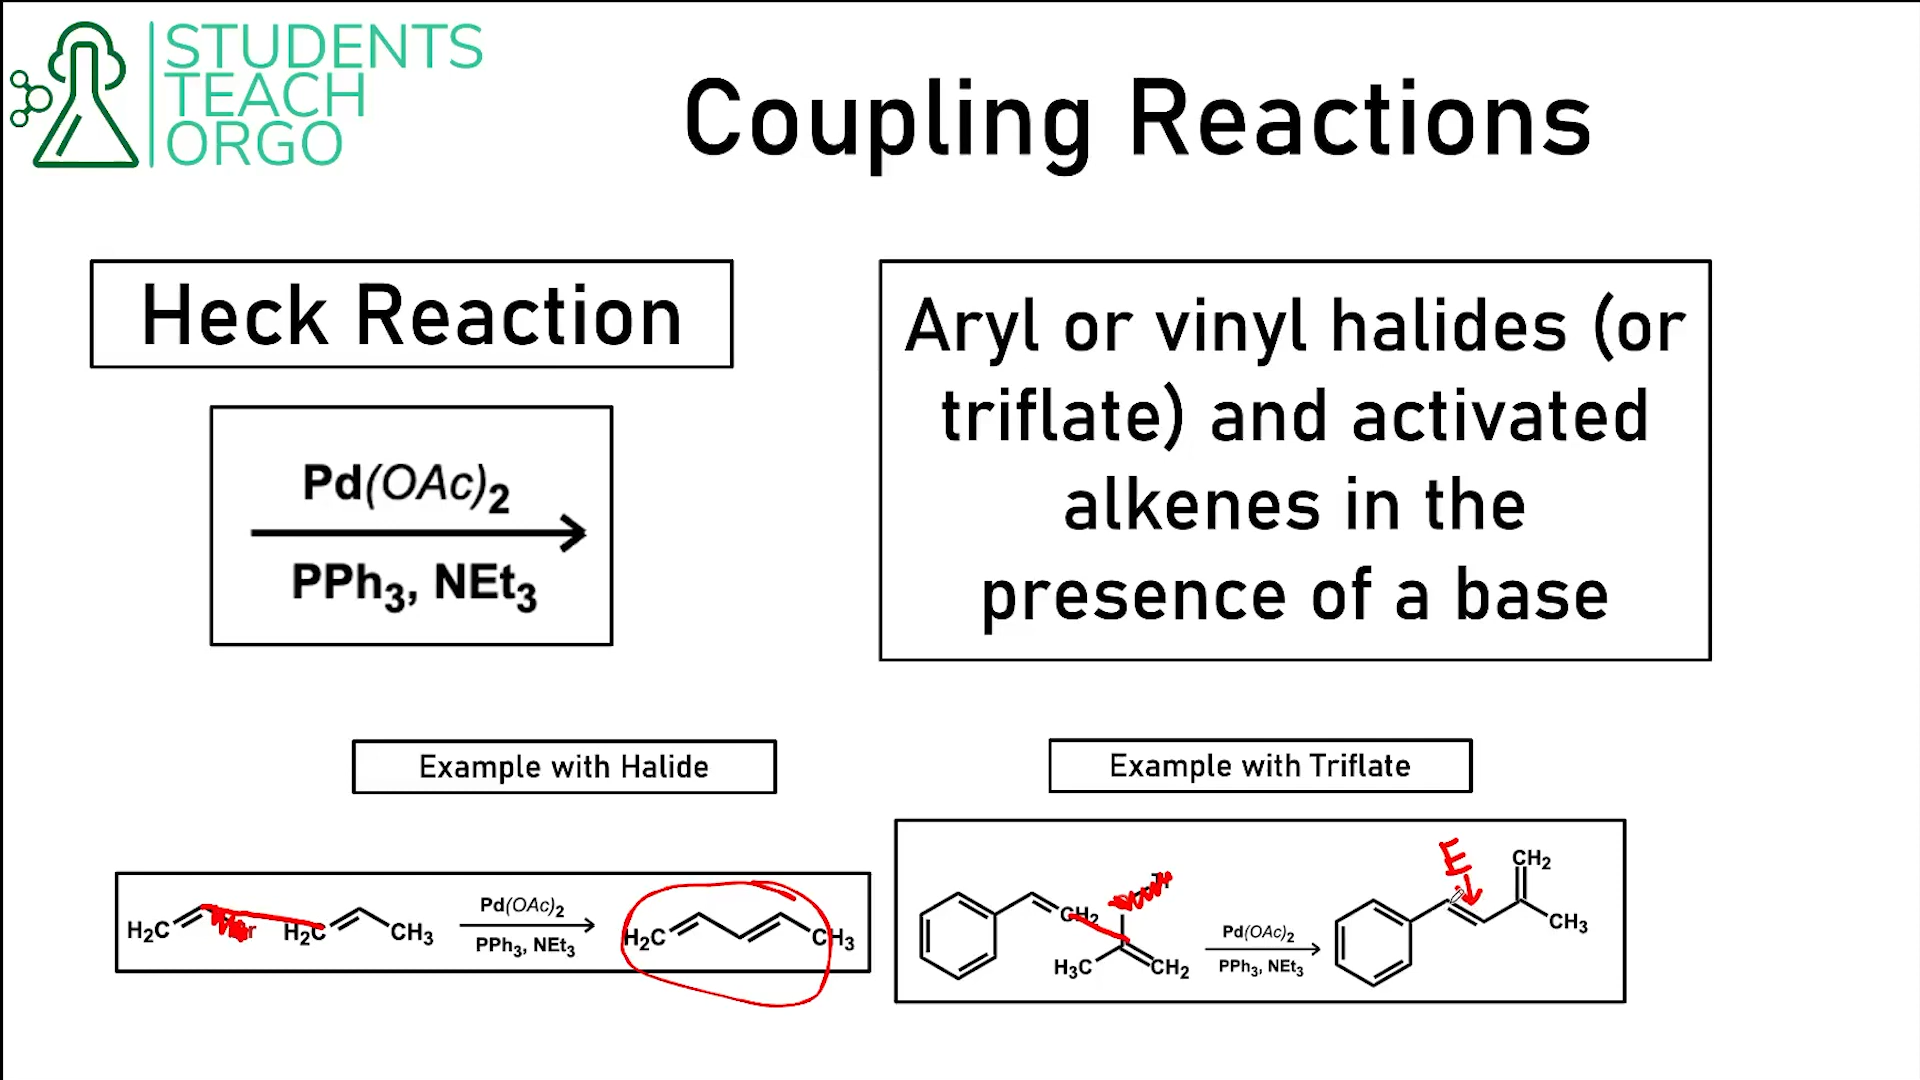 STUDENTS
TEACH
ORGO
Coupling Reactions
Heck Reaction
Pd(OAc)2
PPh3, NEt3
Aryl or vinyl halides (or
triflate) and activated
alkenes in the
presence of a base
Example with Halide
H2C
H2C
CH3
Pd(OAc)2
PPh3, NEt3
H2C
CH3
Example with Triflate
CH2
H3C
CH2
Pd(OAc)2
PPh3, NEt3
E
CH2
CH3